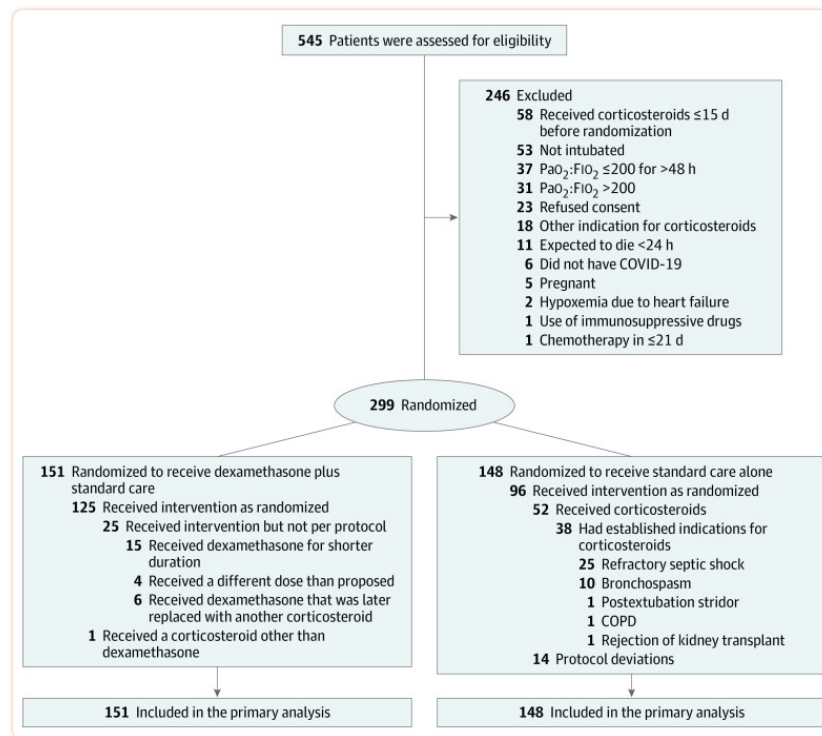 545 Patients were assessed for eligibility
246 Excluded
58 Received corticosteroids ≤15 d
before randomization
53 Not intubated
37 PaO₂:FIO₂ ≤200 for >48 h
31 PaO₂:FIO₂ >200
23 Refused consent
18 Other indication for corticosteroids
11 Expected to die <24 h
6 Did not have COVID-19
5 Pregnant
2 Hypoxemia due to heart failure
1 Use of immunosuppressive drugs
1 Chemotherapy in ≤21 d
299 Randomized
151 Randomized to receive dexamethasone plus
standard care
125 Received intervention as randomized
25 Received intervention but not per protocol
15 Received dexamethasone for shorter
duration
4 Received a different dose than proposed
6 Received dexamethasone that was later
replaced with another corticosteroid
1 Received a corticosteroid other than
dexamethasone
151 Included in the primary analysis
148 Randomized to receive standard care alone
96 Received intervention as randomized
52 Received corticosteroids
38 Had established indications for
corticosteroids
25 Refractory septic shock
10 Bronchospasm
1 Postextubation stridor
1 COPD
1 Rejection of kidney transplant
14 Protocol deviations
148 Included in the primary analysis